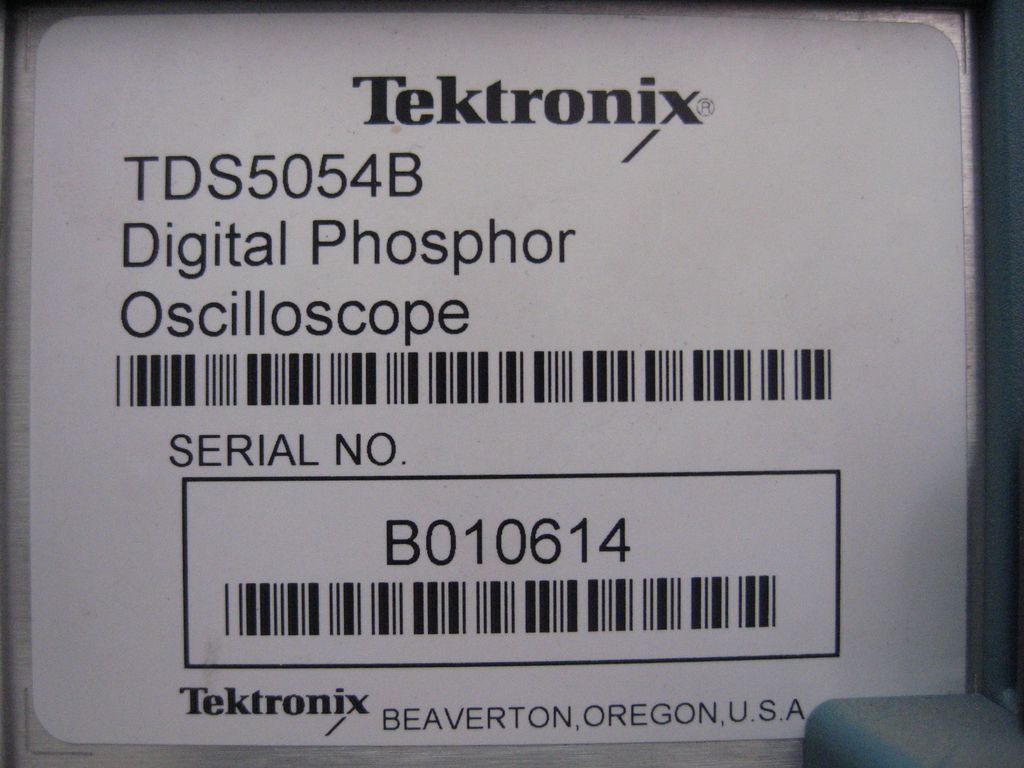 Tektronix®
TDS5054B
Digital Phosphor
Oscilloscope
SERIAL NO.
B010614
Tektronix BEAVERTON,OREGON,U.S.A